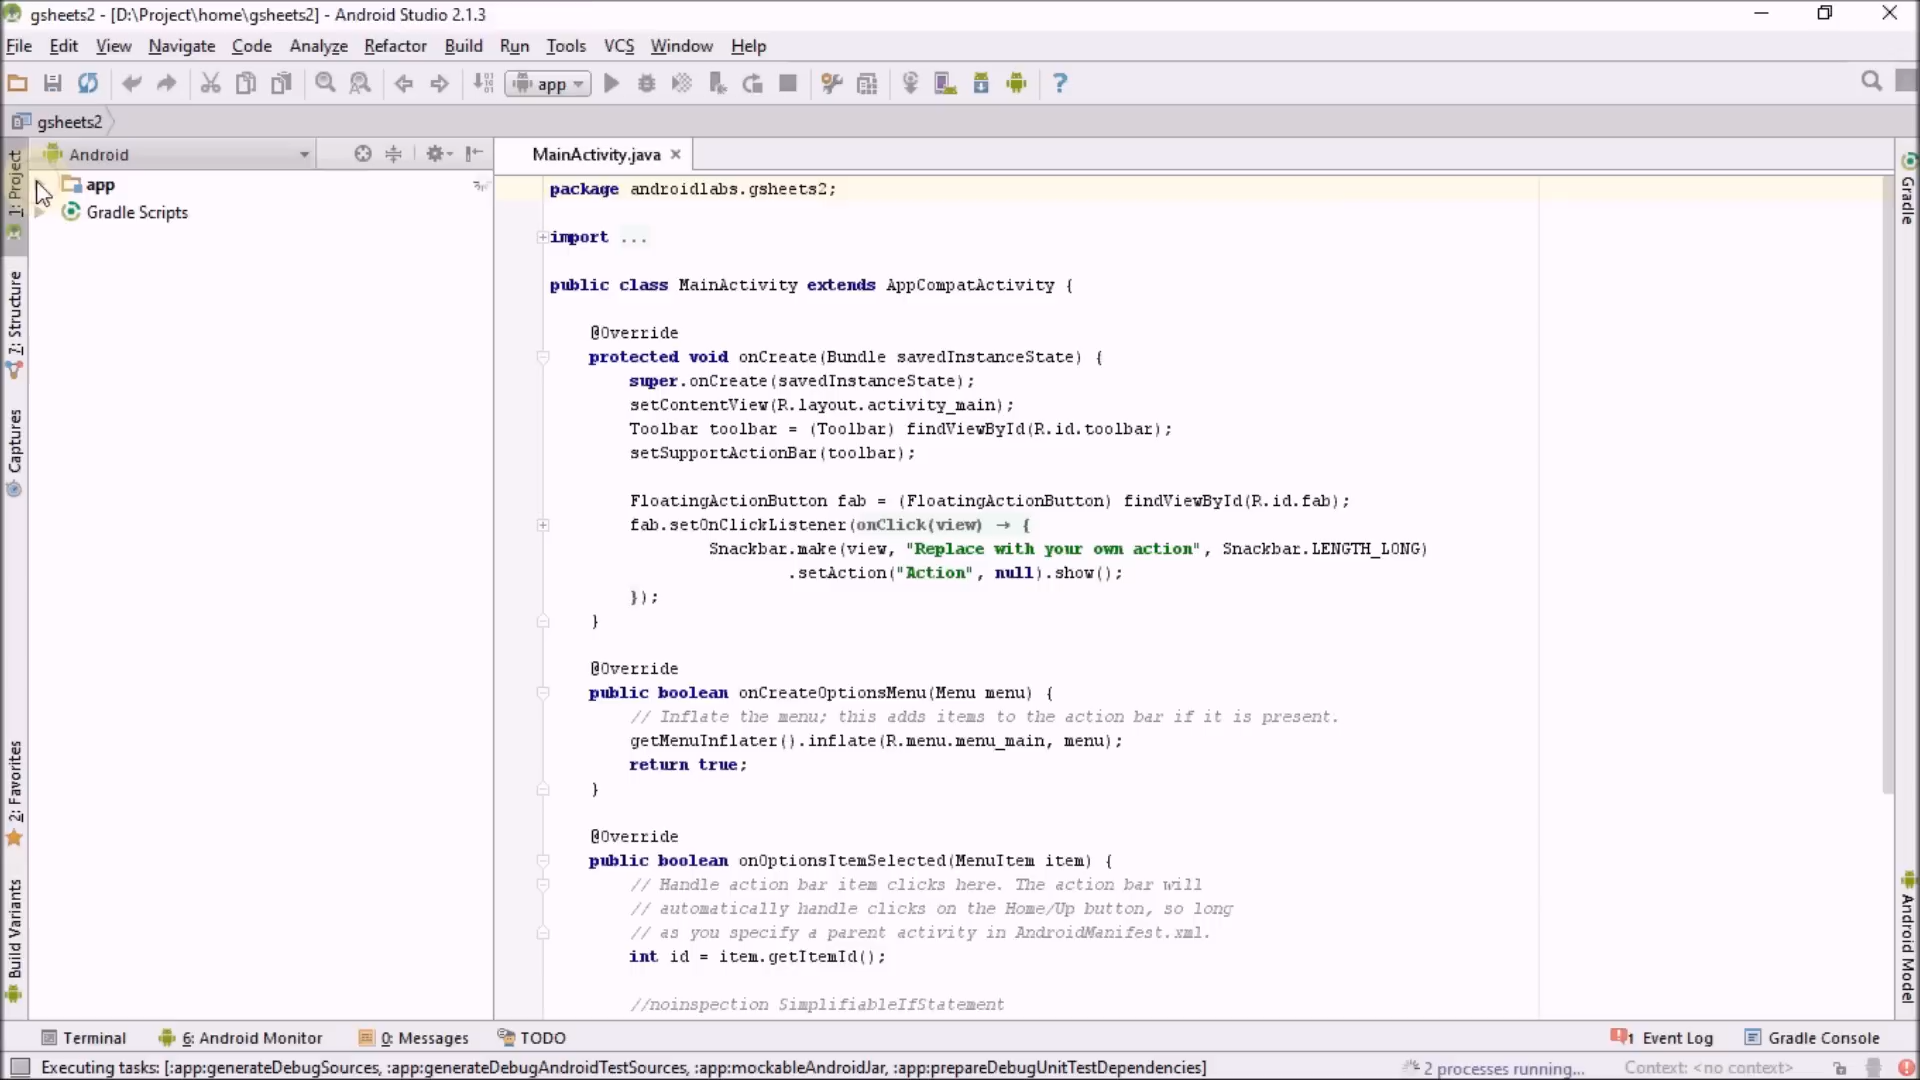 gsheets2 - [D:\Project\home\gsheets2] - Android Studio 2.1.3
File Edit View Navigate Code Analyze Refactor Build Run Tools VCS Window Help
app
gsheets2
Android
MainActivity.java
1: Project
app
Gradle Scripts
7: Structure
Captures
2: Favorites
Build Variants
package androidlabs.gsheets2;
import ...
public class MainActivity extends AppCompatActivity {
@Override
protected void onCreate(Bundle savedInstanceState) {
super.onCreate(savedInstanceState);
setContentView(R.layout.activity_main);
Toolbar toolbar = (Toolbar) findViewById(R.id.toolbar);
setSupportActionBar(toolbar);
FloatingActionButton fab = (FloatingActionButton) findViewById(R.id.fab);
fab.setOnClickListener(onClick(view) → {
Snackbar.make(view, "Replace with your own action", Snackbar.LENGTH_LONG)
.setAction("Action", null).show();
});
}
@Override
public boolean onCreateOptionsMenu(Menu menu) {
// Inflate the menu; this adds items to the action bar if it is present.
getMenuInflater().inflate(R.menu.menu_main, menu);
return true;
}
@Override
public boolean onOptionsItemSelected(MenuItem item) {
// Handle action bar item clicks here. The action bar will
// automatically handle clicks on the Home/Up button, so long
// as you specify a parent activity in AndroidManifest.xml.
int id = item.getItemId();
//noinspection SimplifiableIfStatement
Gradle
Android Model
Terminal 6: Android Monitor 0: Messages TODO 1 Event Log Gradle Console
Executing tasks: [:app:generateDebugSources, :app:generateDebugAndroidTestSources, :app:mockableAndroidJar, :app:prepareDebugUnitTestDependencies] 2 processes running... Context: <no context>